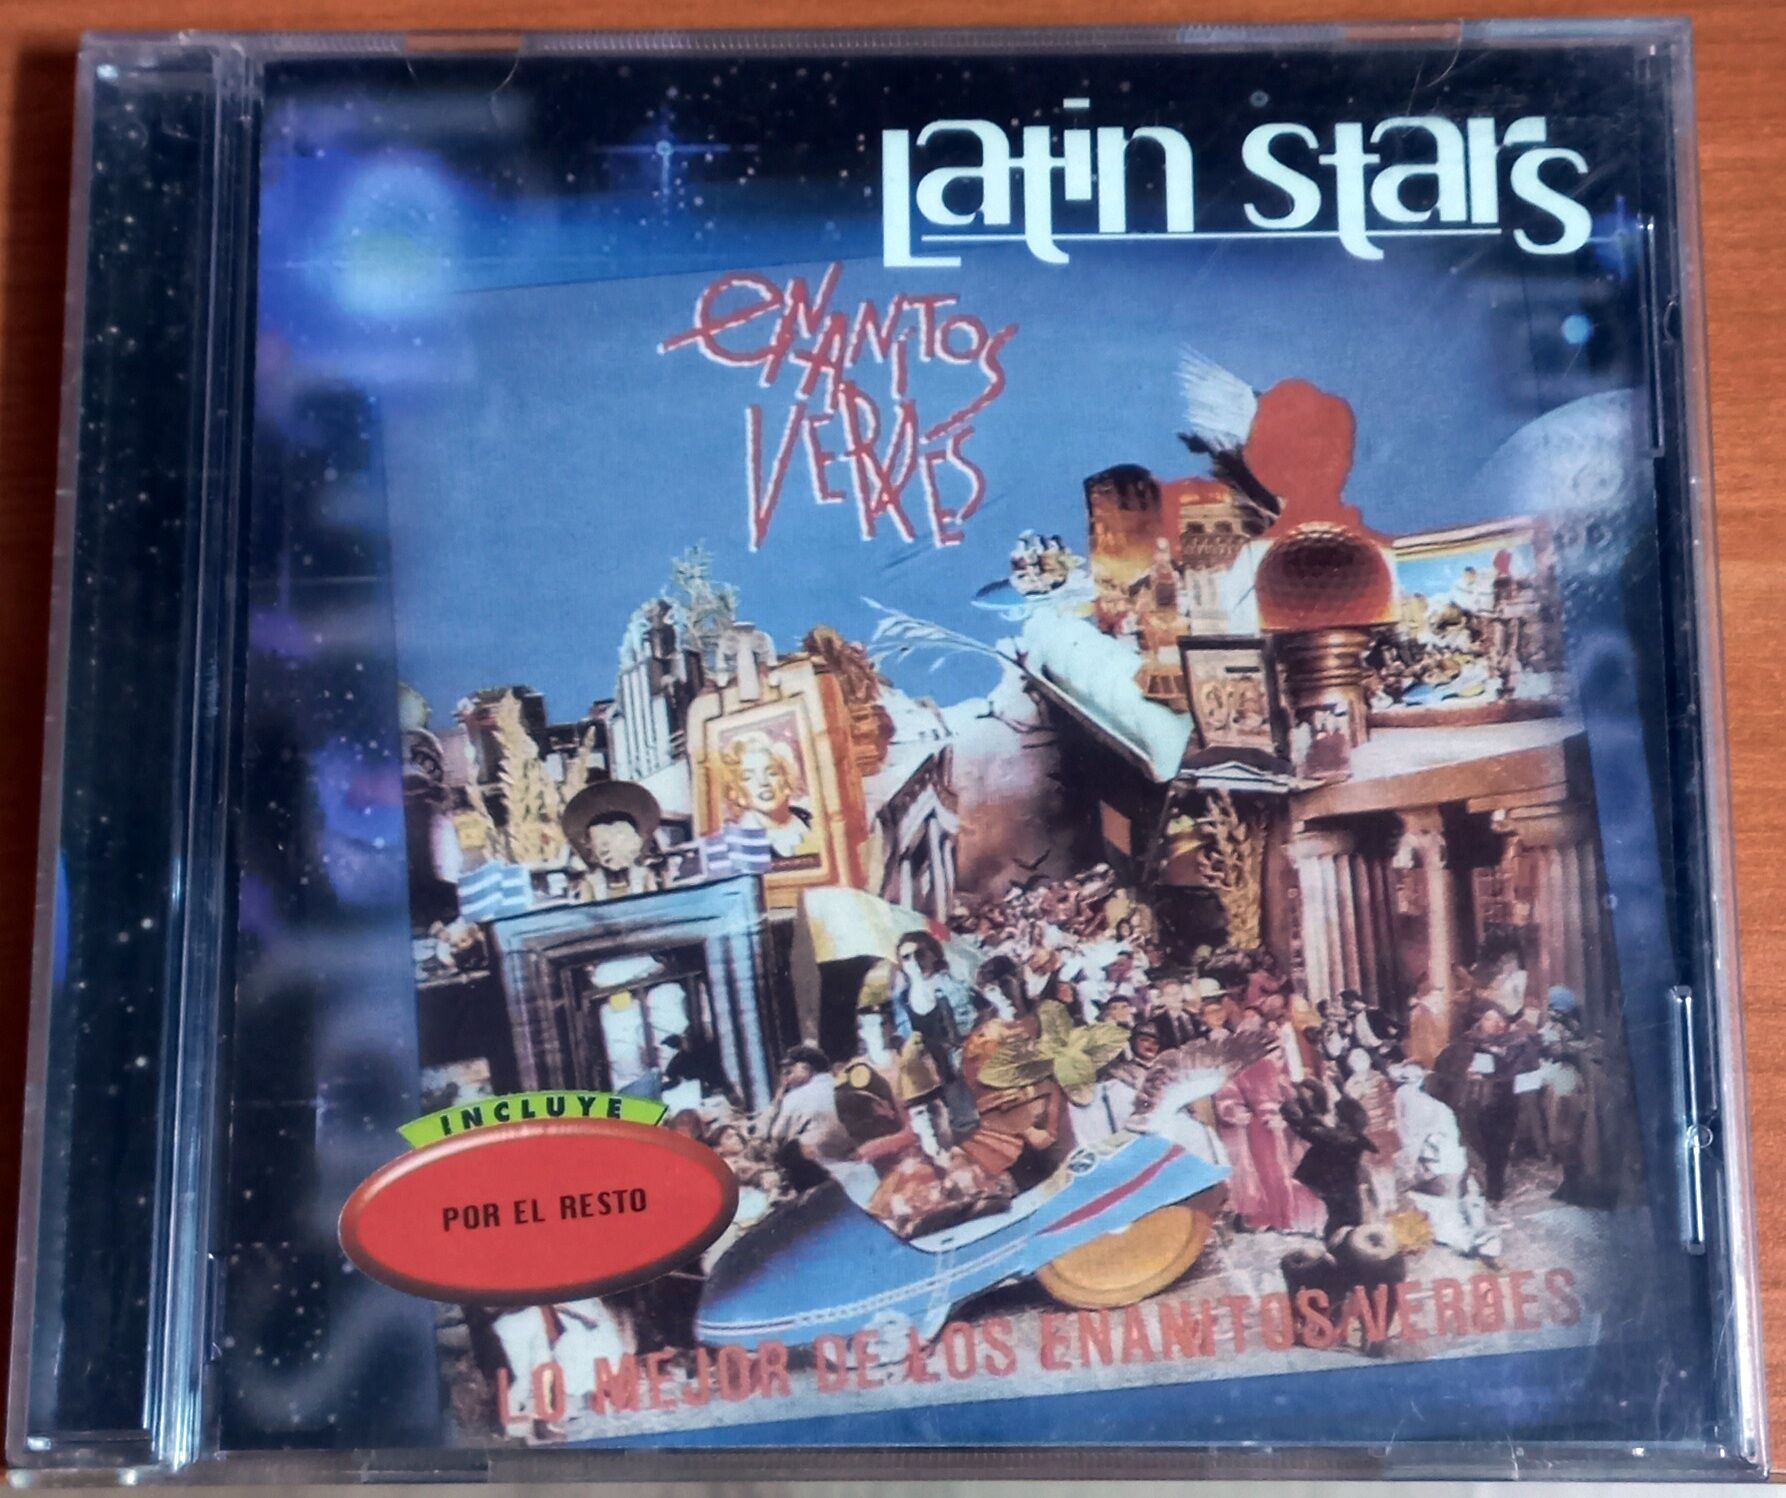 Latin Stars
ENANITOS
VERDES
INCLUYE
POR EL RESTO
LO MEJOR DE LOS ENANITOS VERDES